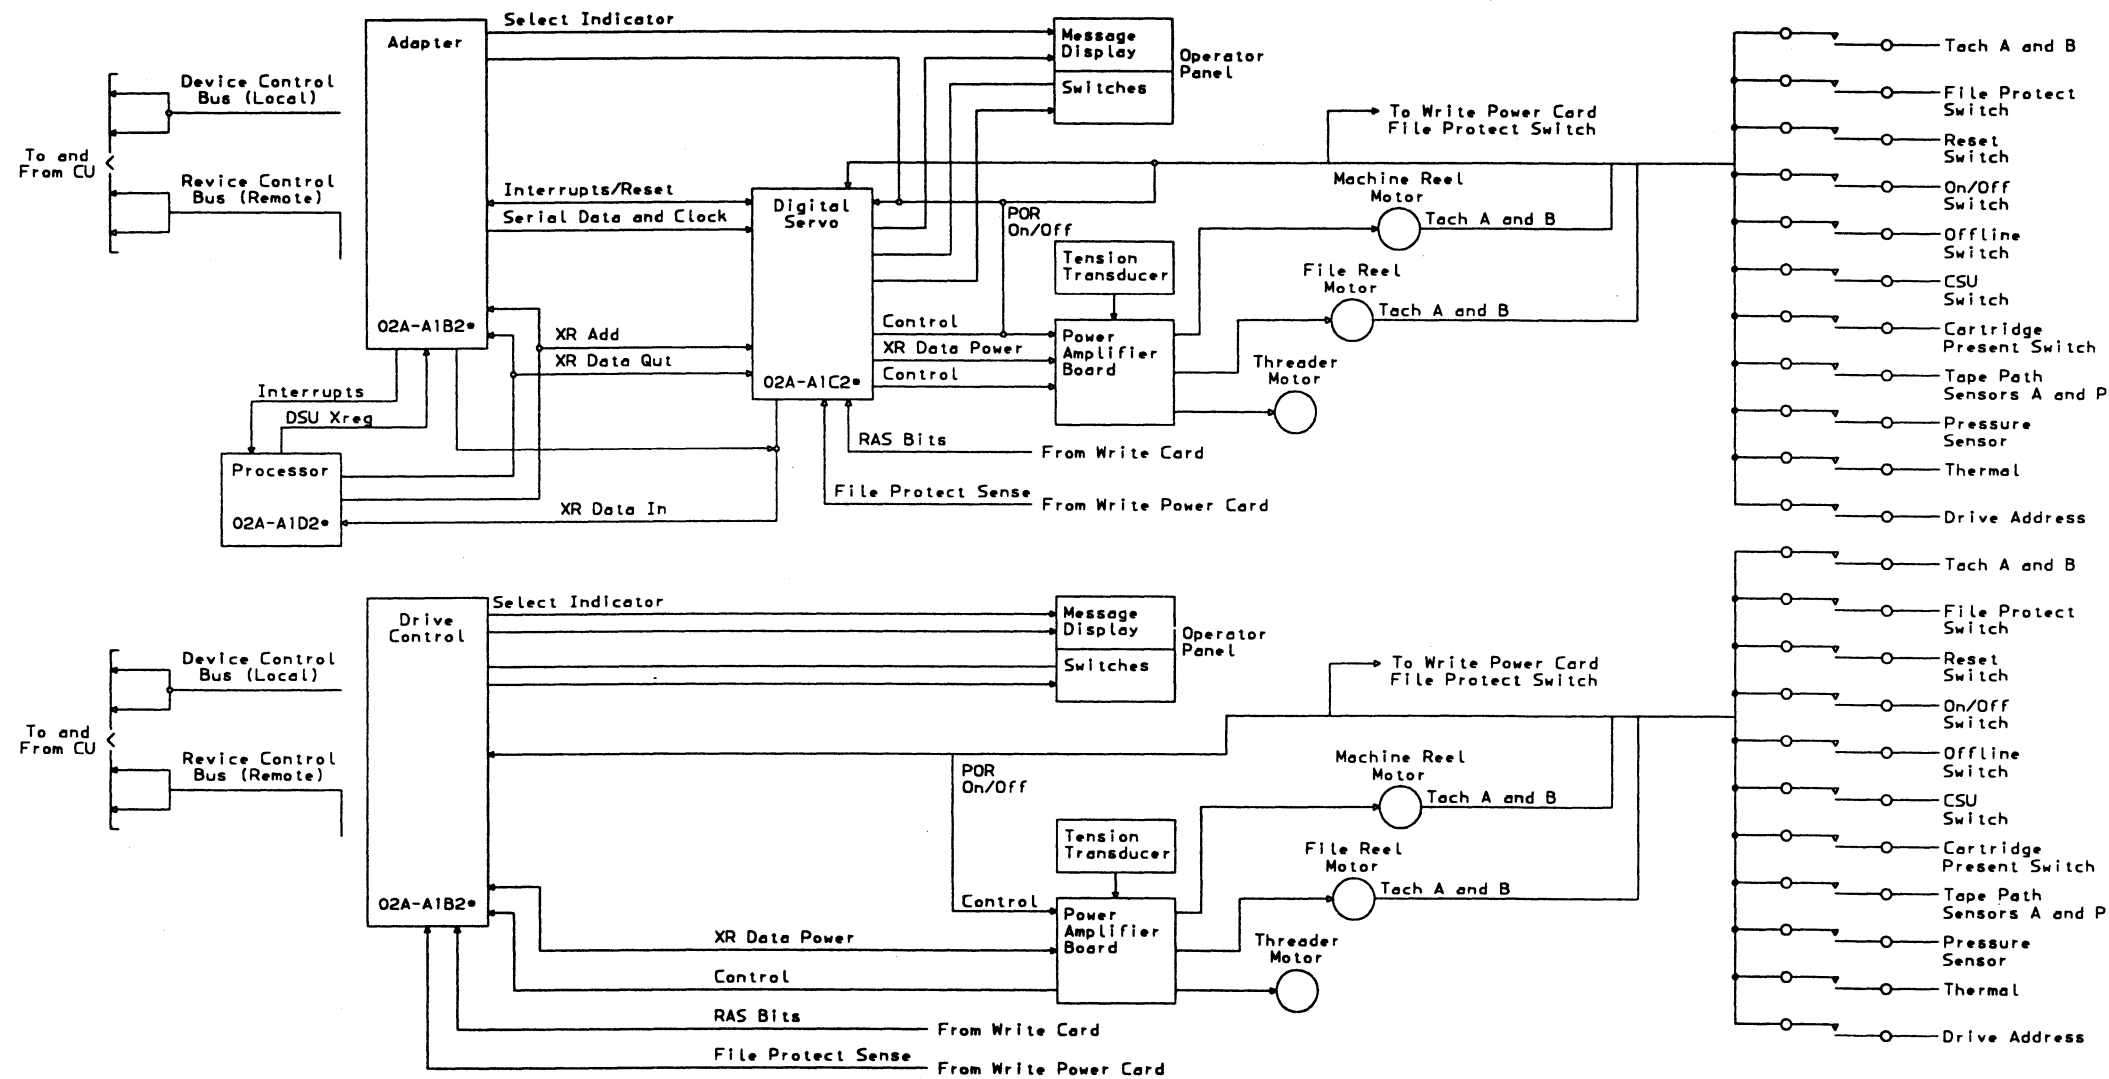 Select Indicator
Adapter
Message
Display
Operator
Panel
Switches
Device Control
Bus (Local)
To and
From CU
Revice Control
Bus (Remote)
To Write Power Card
File Protect Switch
Interrupts/Reset
Serial Data and Clock
Digital
Servo
POR
On/Off
Machine Reel
Motor
Tach A and B
Tension
Transducer
File Reel
Motor
Tach A and B
O2A-A1B2*
XR Add
XR Data Qut
Control
XR Data Power
Control
O2A-A1C2*
Power
Amplifier
Board
Threader
Motor
Interrupts
DSU Xreg
Processor
O2A-A1D2*
RAS Bits
From Write Card
File Protect Sense
From Write Power Card
XR Data In
Tach A and B
File Protect
Switch
Reset
Switch
On/Off
Switch
Offline
Switch
CSU
Switch
Cartridge
Present Switch
Tape Path
Sensors A and P
Pressure
Sensor
Thermal
Drive Address
Select Indicator
Drive
Control
Message
Display
Operator
Panel
Switches
Device Control
Bus (Local)
To and
From CU
Revice Control
Bus (Remote)
To Write Power Card
File Protect Switch
POR
On/Off
Machine Reel
Motor
Tach A and B
Tension
Transducer
File Reel
Motor
Tach A and B
O2A-A1B2*
Control
Power
Amplifier
Board
XR Data Power
Threader
Motor
Control
RAS Bits
From Write Card
File Protect Sense
From Write Power Card
Tach A and B
File Protect
Switch
Reset
Switch
On/Off
Switch
Offline
Switch
CSU
Switch
Cartridge
Present Switch
Tape Path
Sensors A and P
Pressure
Sensor
Thermal
Drive Address